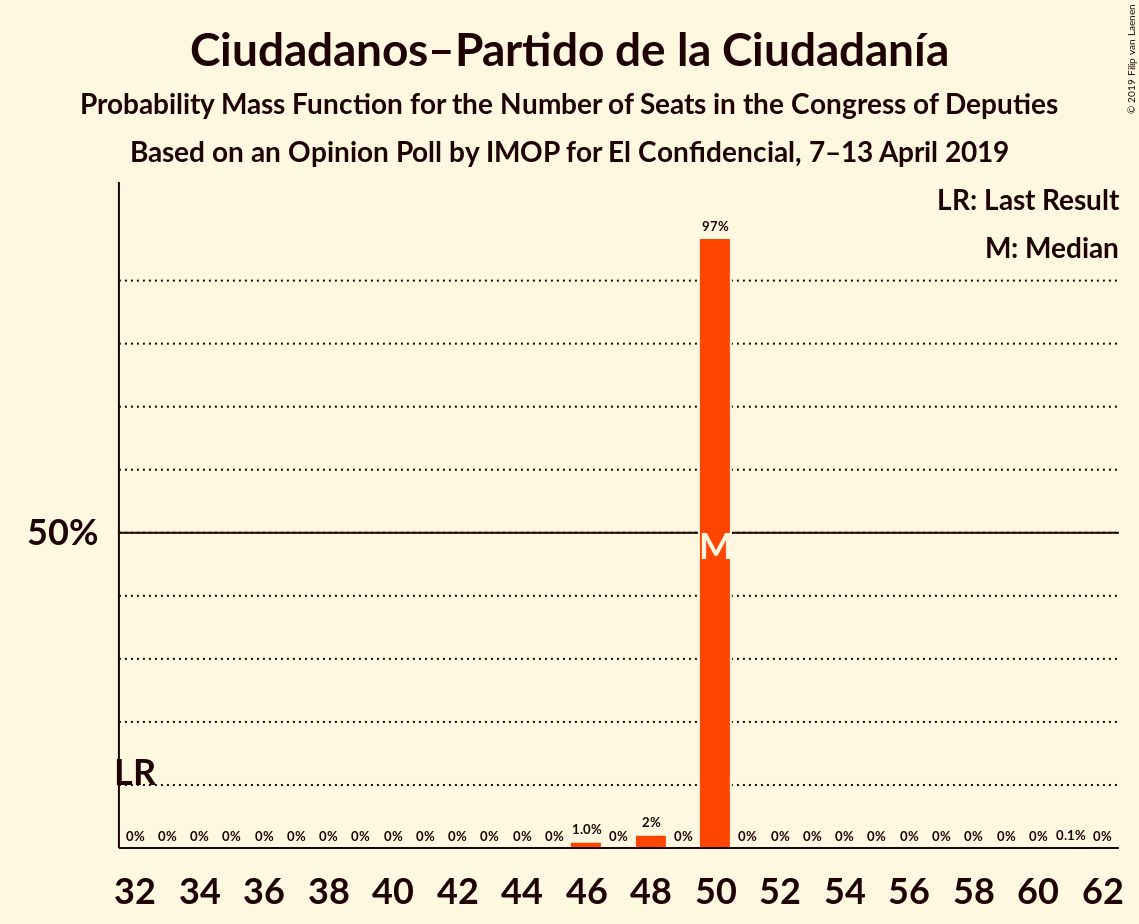 Ciudadanos–Partido de la Ciudadanía
Probability Mass Function for the Number of Seats in the Congress of Deputies
Based on an Opinion Poll by IMOP for El Confidencial, 7–13 April 2019
© 2019 Filip van Laenen
LR: Last Result
M: Median
97%
50%
M
LR
0% 0% 0% 0% 0% 0% 0% 0% 0% 0% 0% 0% 0% 0% 1.0% 0% 2% 0% 0% 0% 0% 0% 0% 0% 0% 0% 0% 0% 0.1% 0%
32 34 36 38 40 42 44 46 48 50 52 54 56 58 60 62